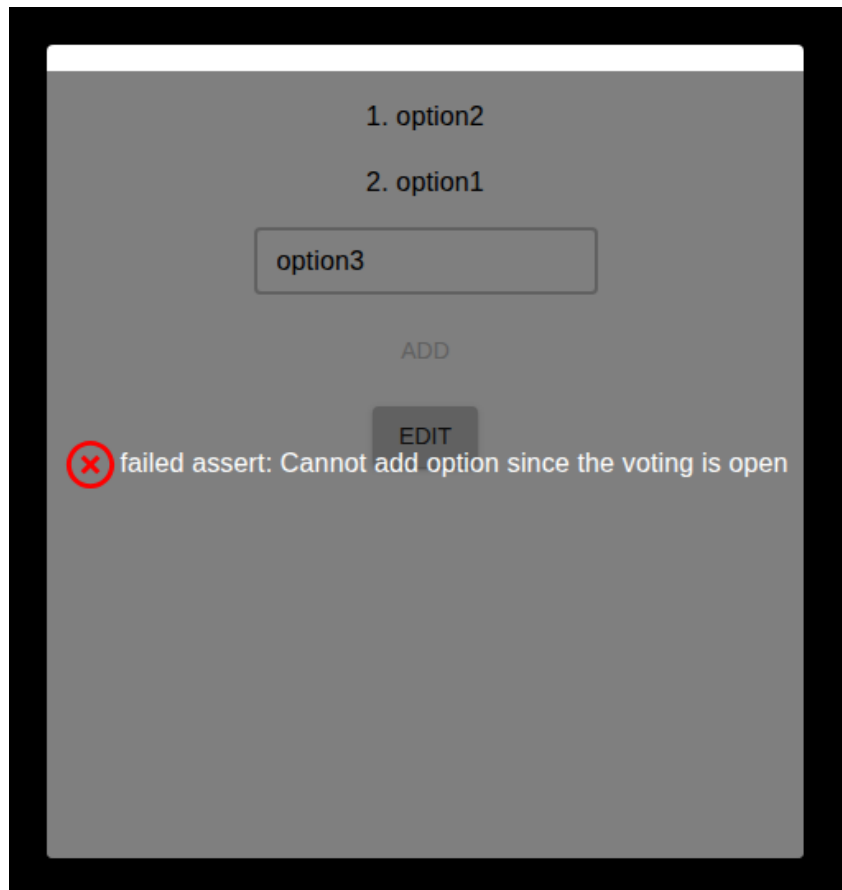 1. option2
2. option1
option3
ADD
EDIT
failed assert: Cannot add option since the voting is open